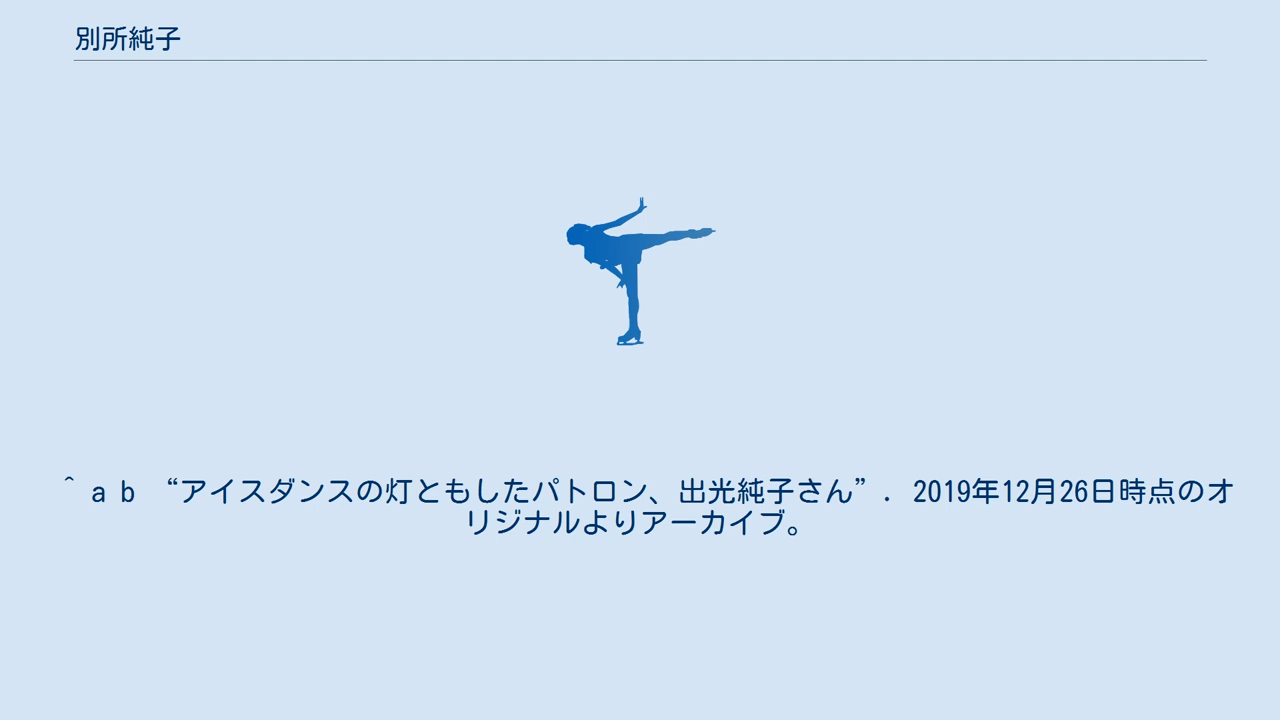 別所純子
^ a b “アイスダンスの灯ともしたパトロン、出光純子さん”. 2019年12月26日時点のオ
リジナルよりアーカイブ。